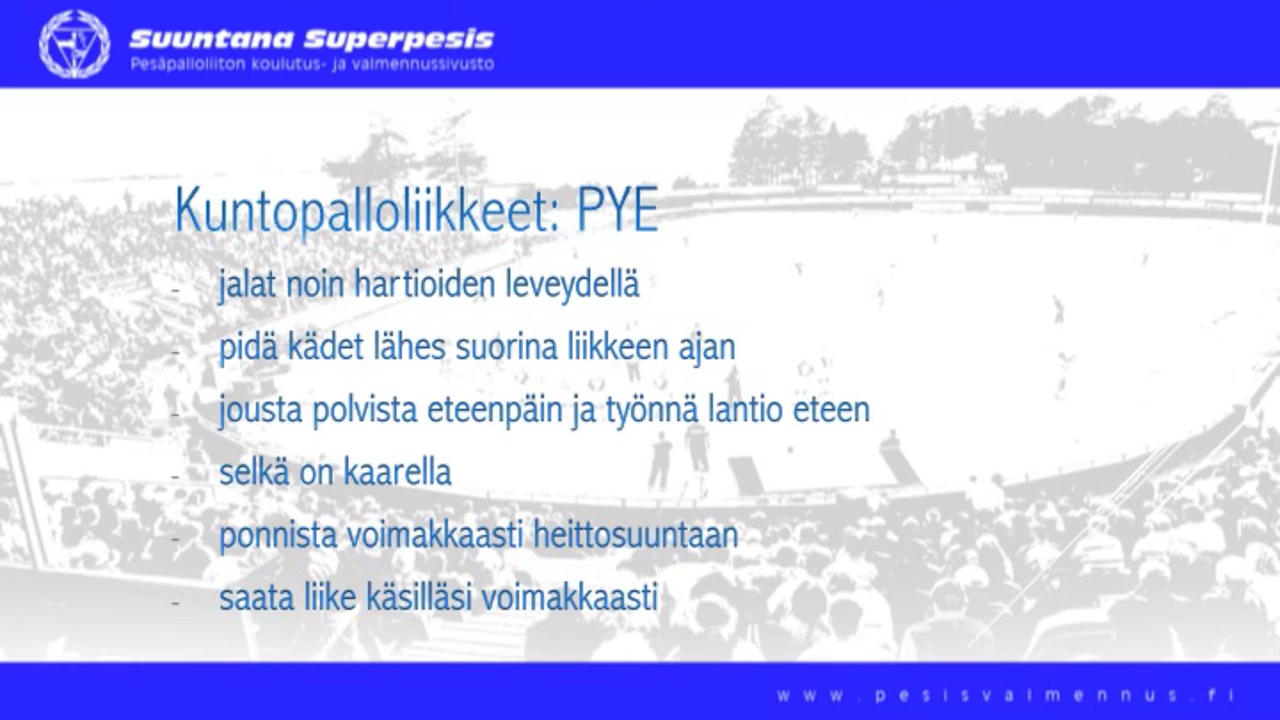 Suuntana Superpesis
Pesäpalloliiton koulutus- ja valmennussivusto
Kuntopalloliikkeet: PYE
- jalat noin hartioiden leveydellä
- pidä kädet lähes suorina liikkeen ajan
- jousta polvista eteenpäin ja työnnä lantio eteen
- selkä on kaarella
- ponnista voimakkaasti heittosuuntaan
- saata liike käsilläsi voimakkaasti
www.pesisvalmennus.fi